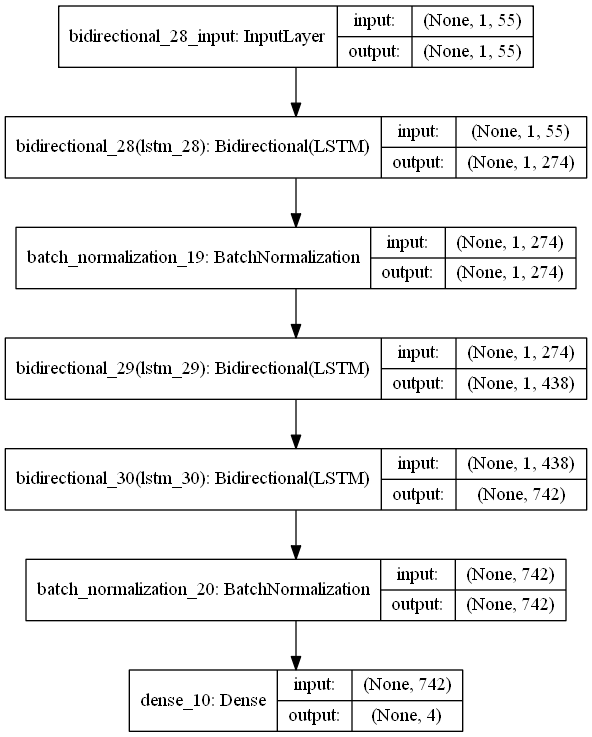 bidirectional_28_input: InputLayer
input: (None, 1, 55)
output: (None, 1, 55)
bidirectional_28(lstm_28): Bidirectional(LSTM)
input: (None, 1, 55)
output: (None, 1, 274)
batch_normalization_19: BatchNormalization
input: (None, 1, 274)
output: (None, 1, 274)
bidirectional_29(lstm_29): Bidirectional(LSTM)
input: (None, 1, 274)
output: (None, 1, 438)
bidirectional_30(lstm_30): Bidirectional(LSTM)
input: (None, 1, 438)
output: (None, 742)
batch_normalization_20: BatchNormalization
input: (None, 742)
output: (None, 742)
dense_10: Dense
input: (None, 742)
output: (None, 4)